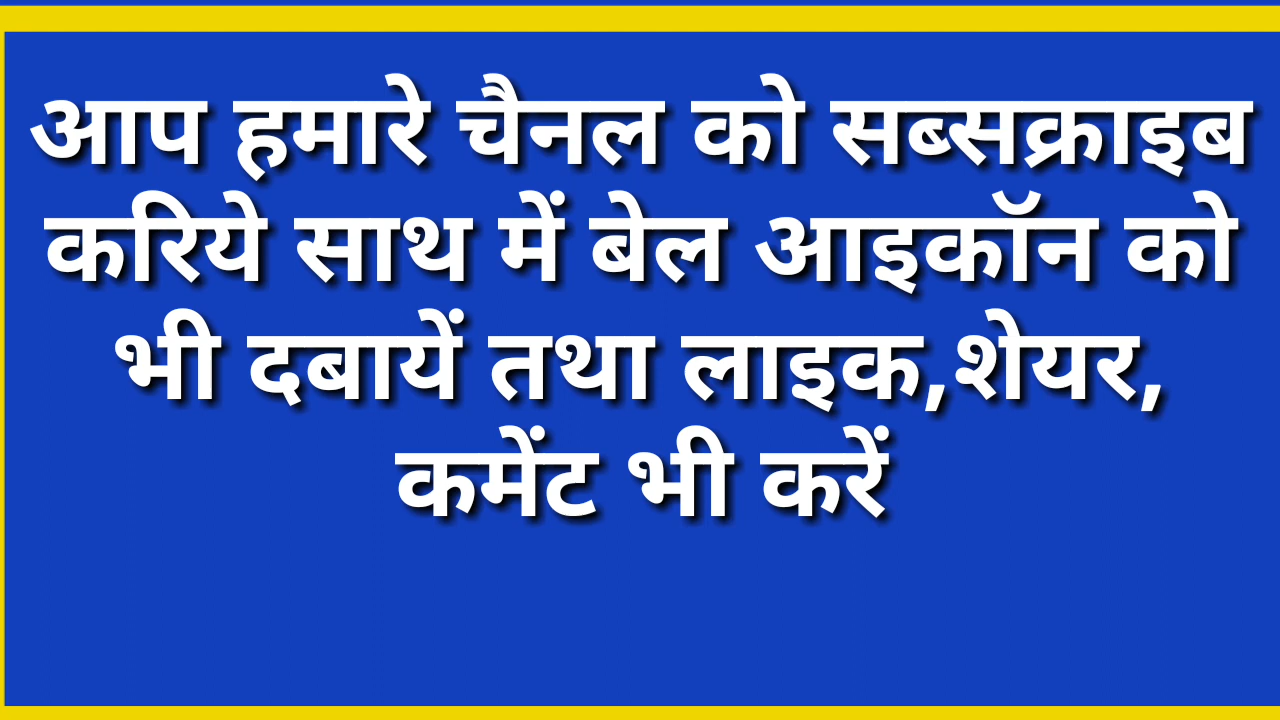 आप हमारे चैनल को सब्सक्राइब
करिये साथ में बेल आइकॉन को
भी दबायें तथा लाइक,शेयर,
कमेंट भी करें